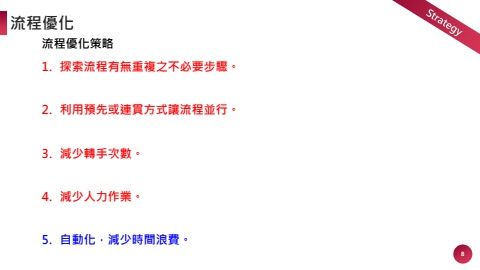 流程優化
Strategy
流程優化策略
1. 探索流程有無重複之不必要步驟。
2. 利用預先或連貫方式讓流程並行。
3. 減少轉手次數。
4. 減少人力作業。
5. 自動化，減少時間浪費。
8